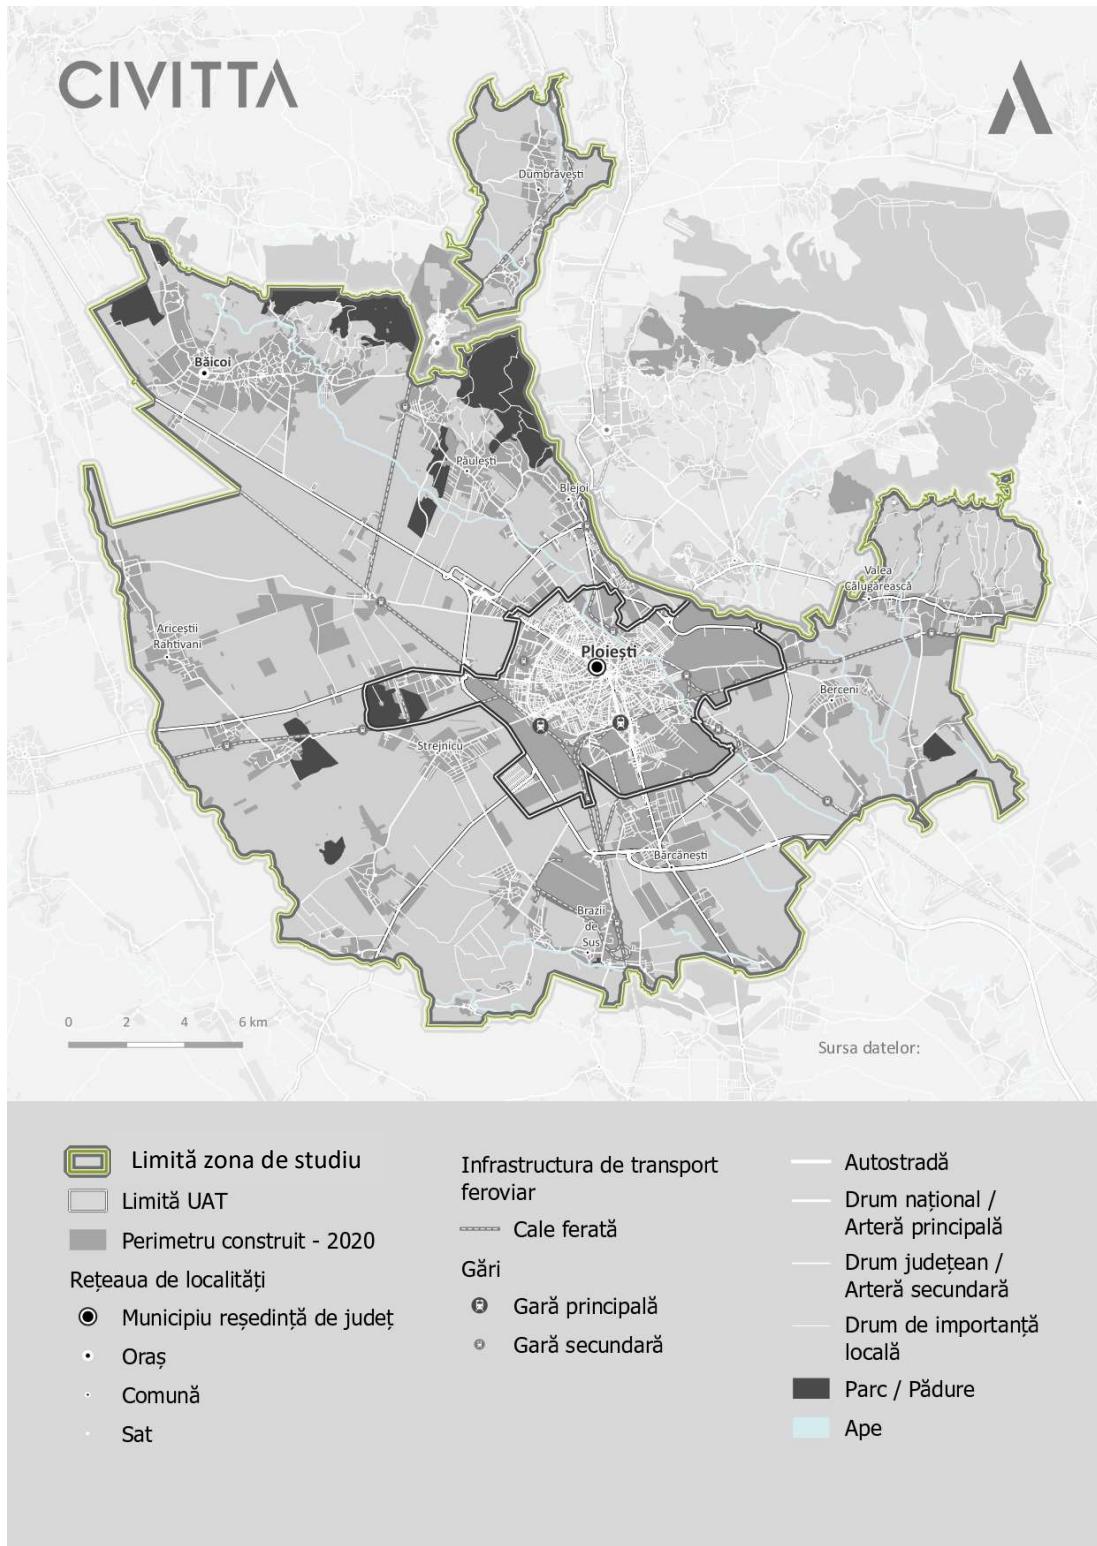 CIVITTA
Dumbrăvești
Băicoi
Păulești
Blejoi
Valea
Călugărească
Ariceștii
Rahtivani
Ploiești
Berceni
Strejnicu
Bărcănești
Brazii
de
Sus
0 2 4 6 km
Sursa datelor:
Limită zona de studiu
Limită UAT
Perimetru construit - 2020
Rețeaua de localități
Municipiu reședință de județ
Oraș
Comună
Sat
Infrastructura de transport
feroviar
Cale ferată
Gări
Gară principală
Gară secundară
Autostradă
Drum național /
Arteră principală
Drum județean /
Arteră secundară
Drum de importanță
locală
Parc / Pădure
Ape